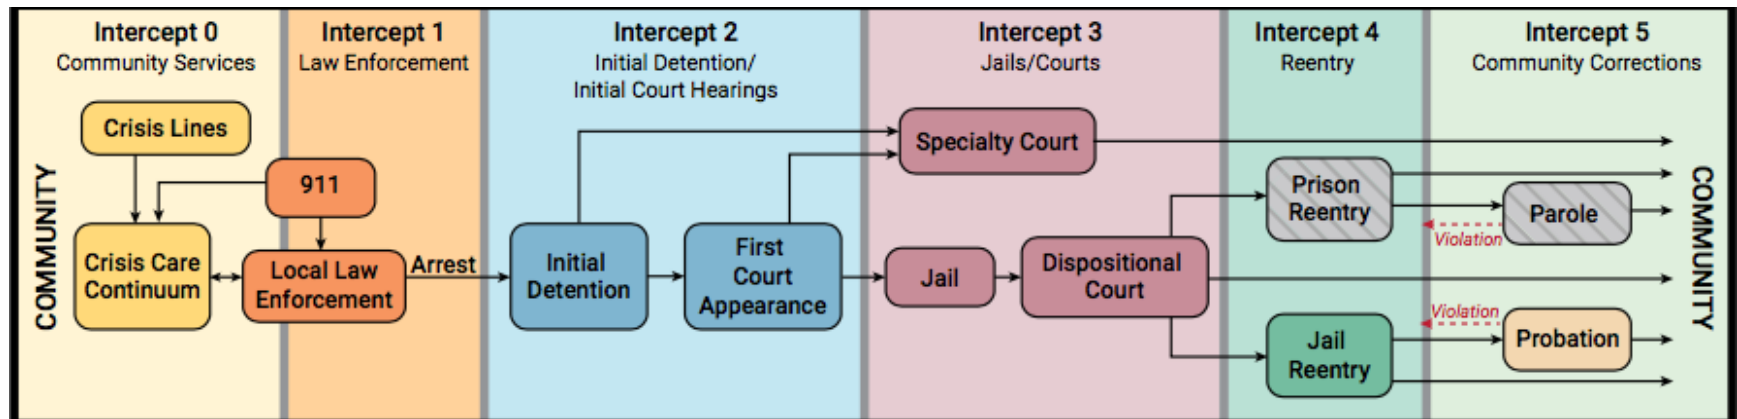 Intercept 0
Community Services
Intercept 1
Law Enforcement
Intercept 2
Initial Detention/
Initial Court Hearings
Intercept 3
Jails/Courts
Intercept 4
Reentry
Intercept 5
Community Corrections
COMMUNITY
Crisis Lines
911
Crisis Care
Continuum
Local Law
Enforcement
Arrest
Initial
Detention
First
Court
Appearance
Specialty Court
Jail
Dispositional
Court
Prison
Reentry
Parole
Violation
Jail
Reentry
Violation
Probation
COMMUNITY